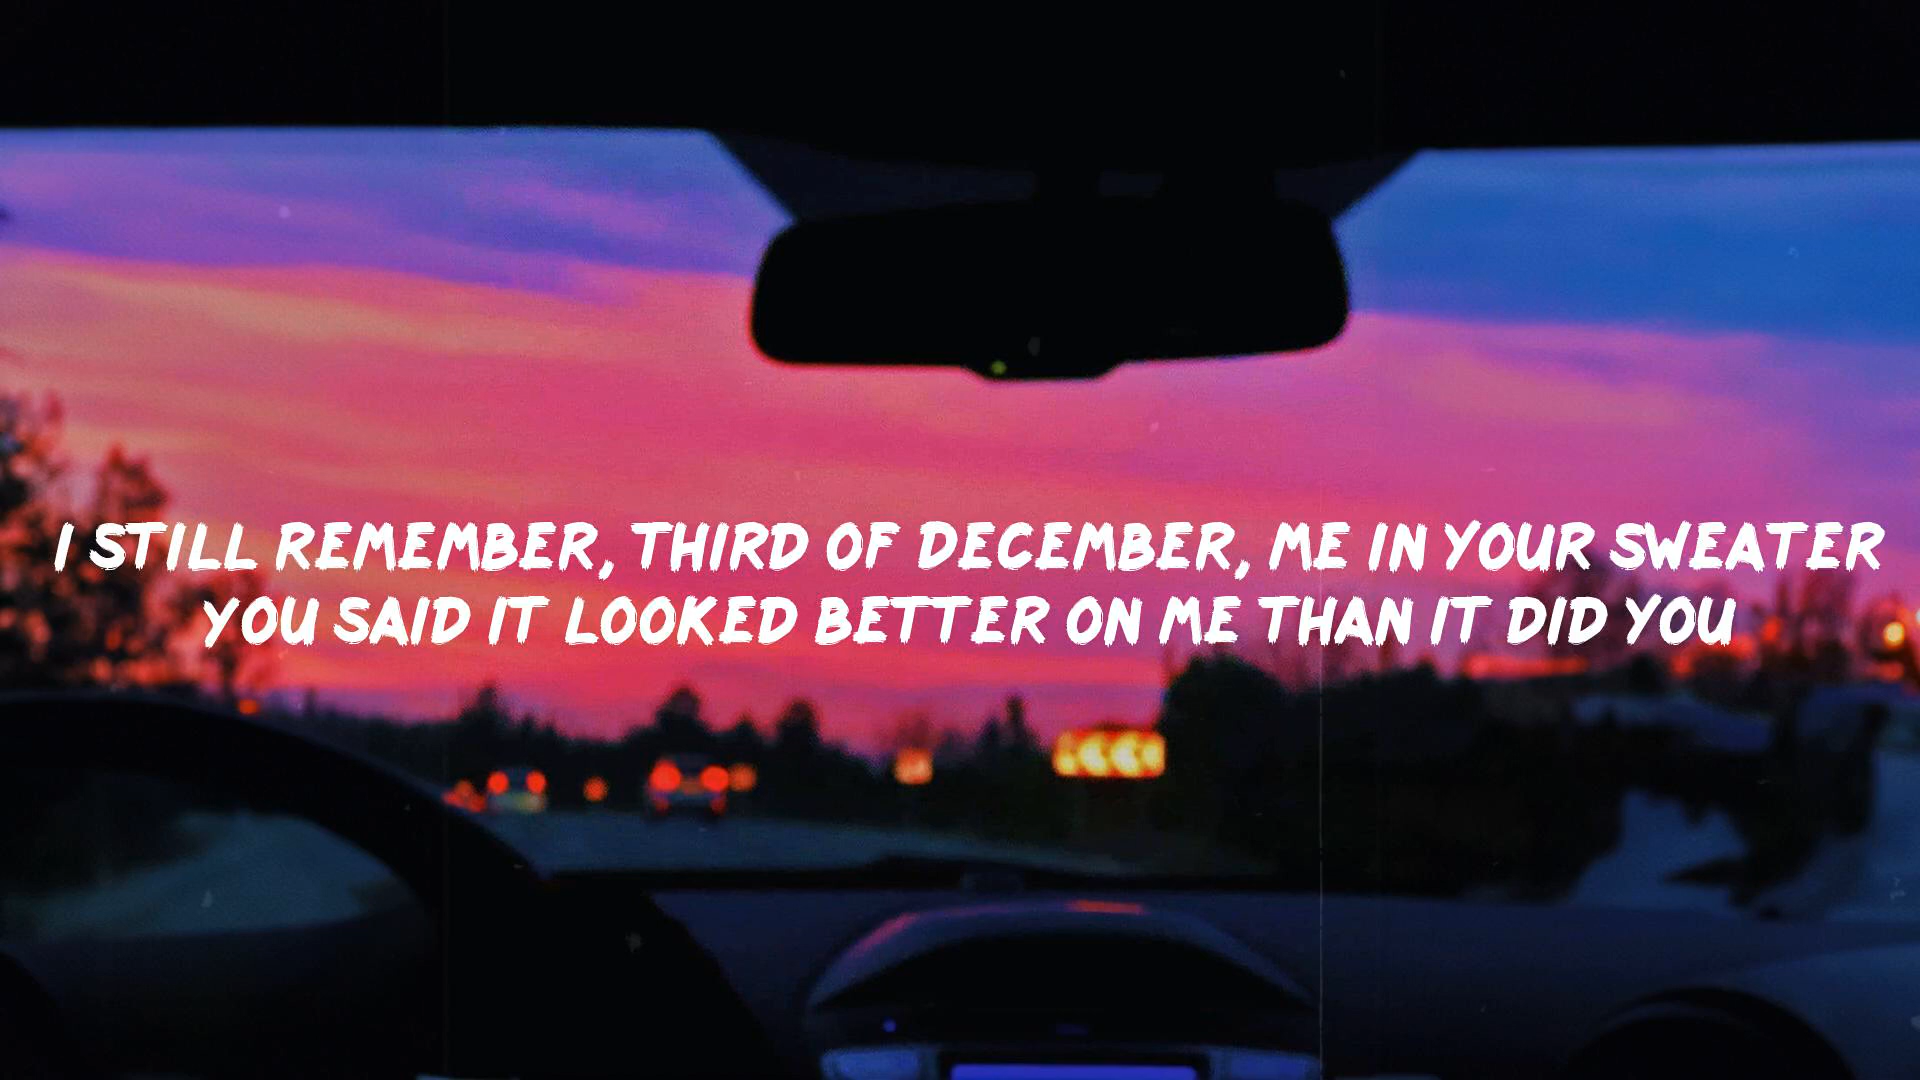 I STILL REMEMBER, THIRD OF DECEMBER, ME IN YOUR SWEATER
YOU SAID IT LOOKED BETTER ON ME THAN IT DID YOU